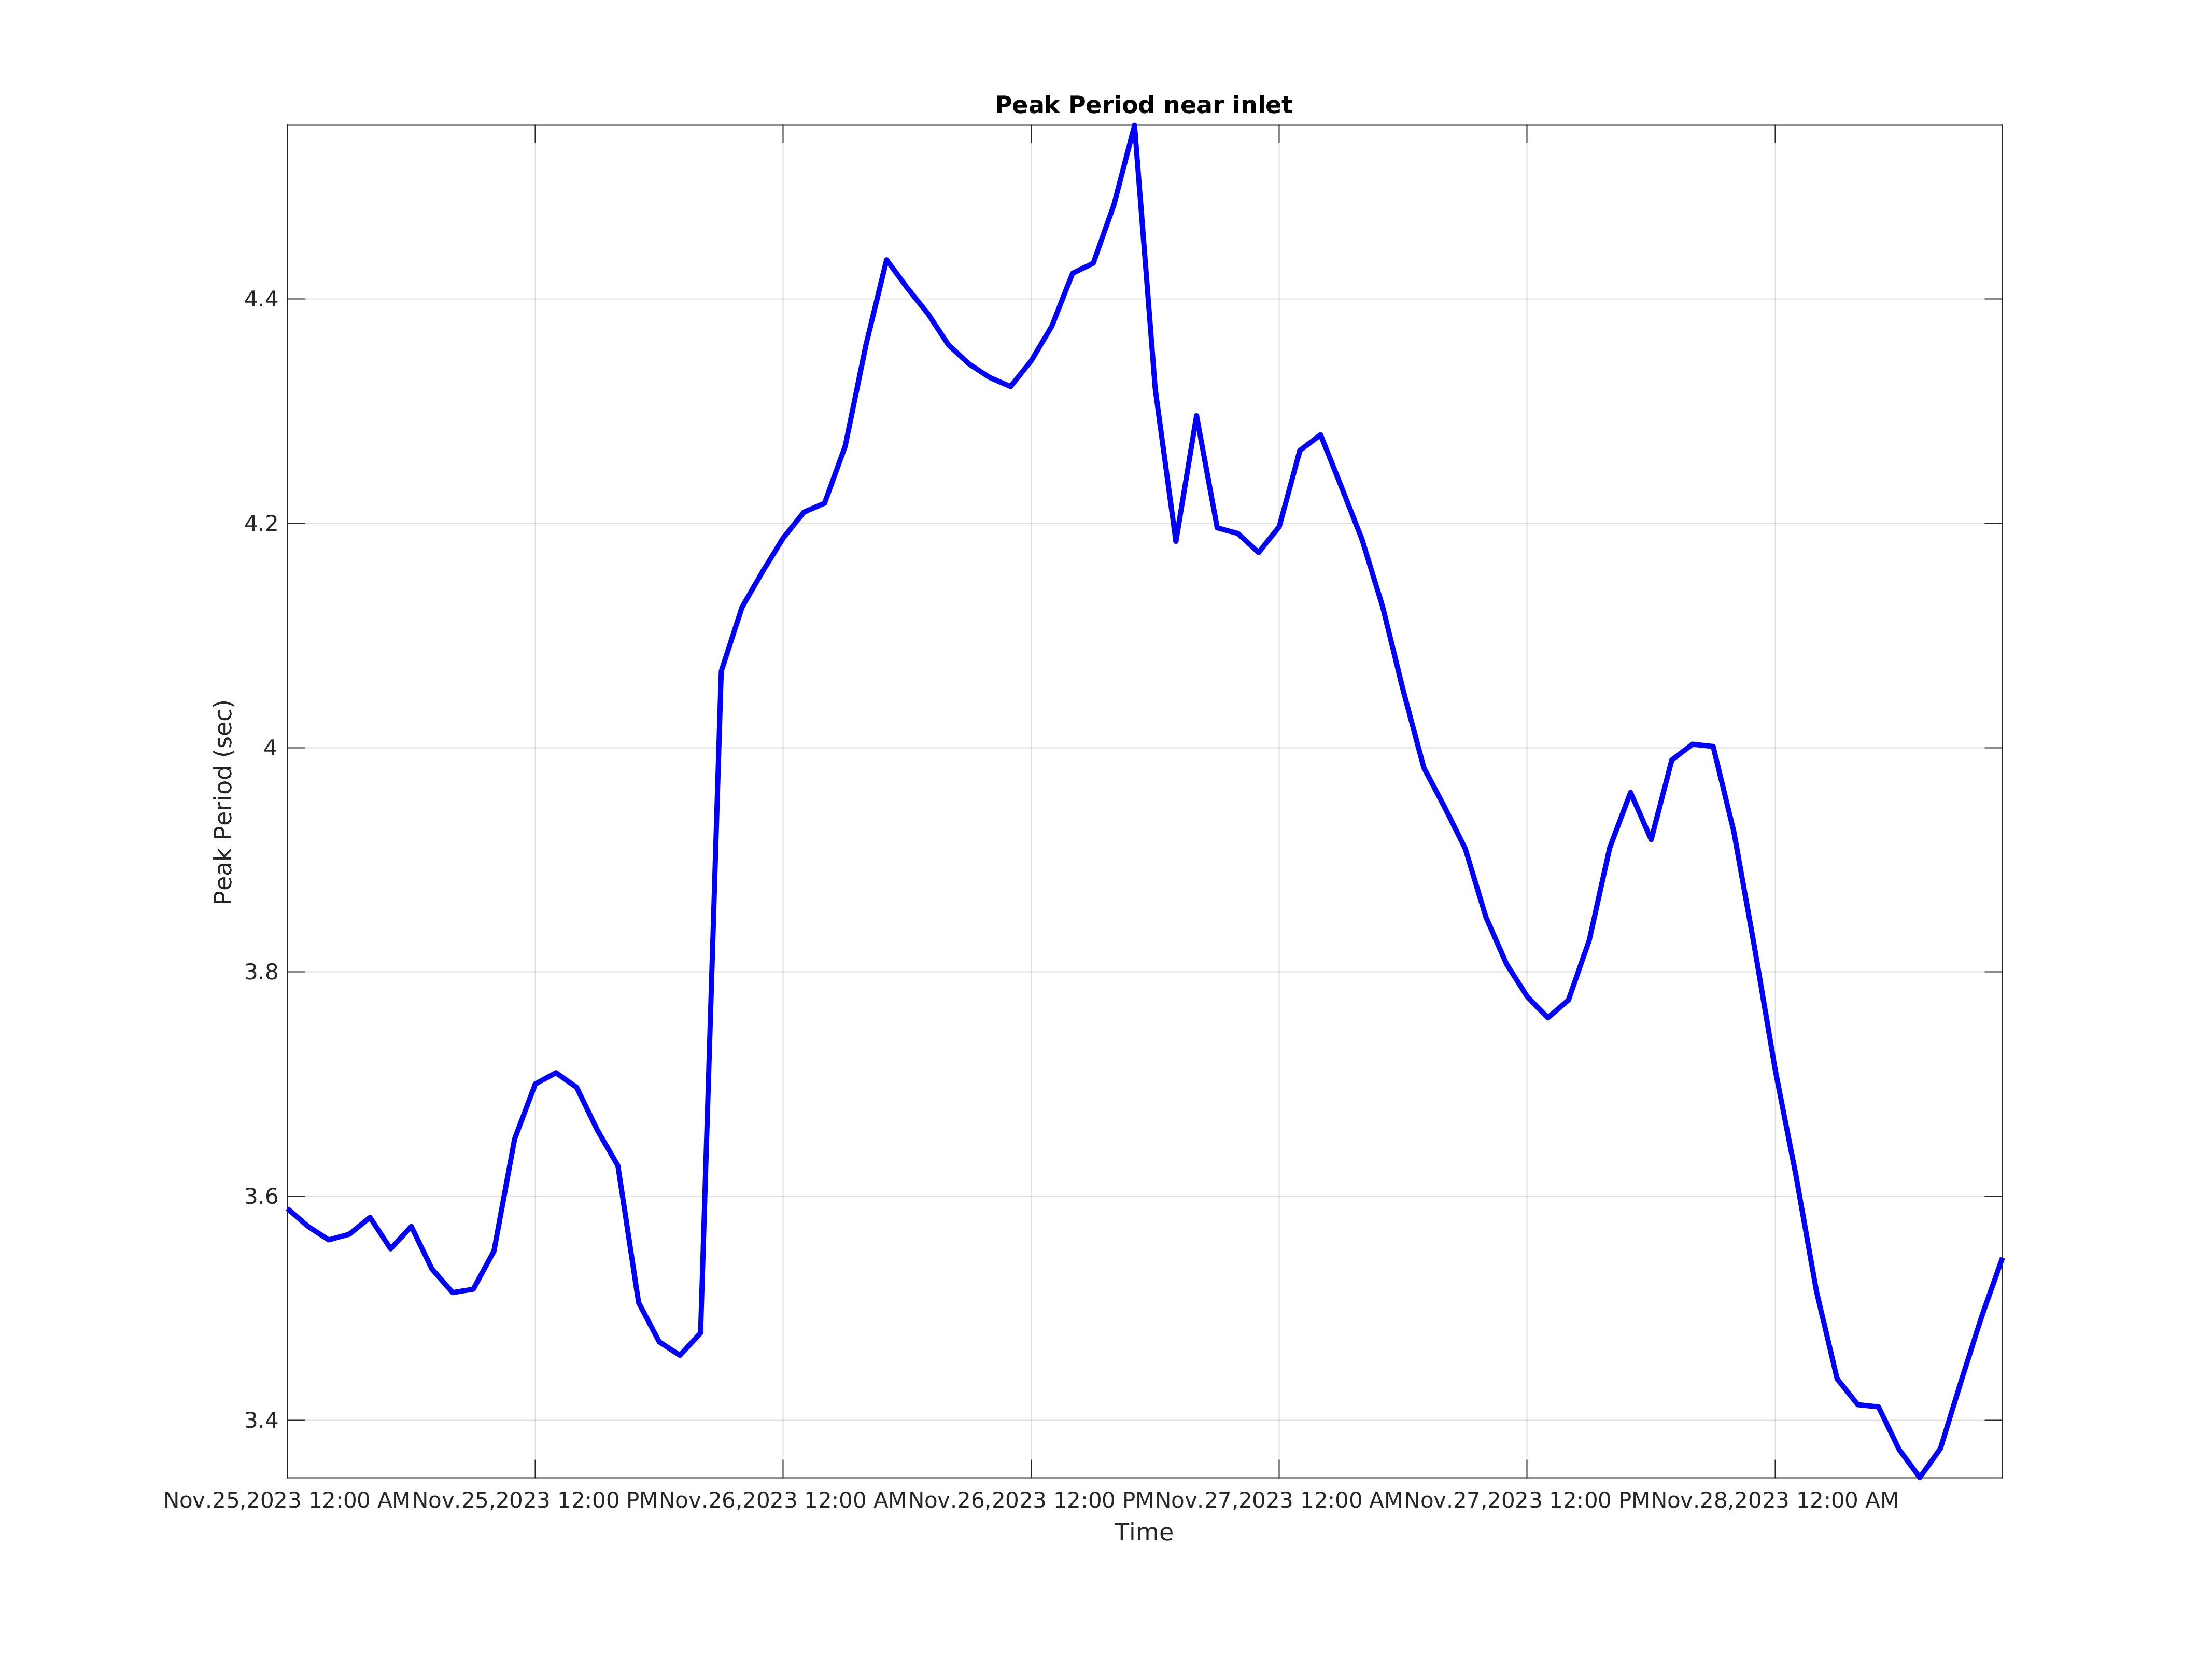 Peak Period near inlet
4.4
4.2
4
3.8
3.6
3.4
Peak Period (sec)
Nov.25,2023 12:00 AM Nov.25,2023 12:00 PM Nov.26,2023 12:00 AM Nov.26,2023 12:00 PM Nov.27,2023 12:00 AM Nov.27,2023 12:00 PM Nov.28,2023 12:00 AM
Time